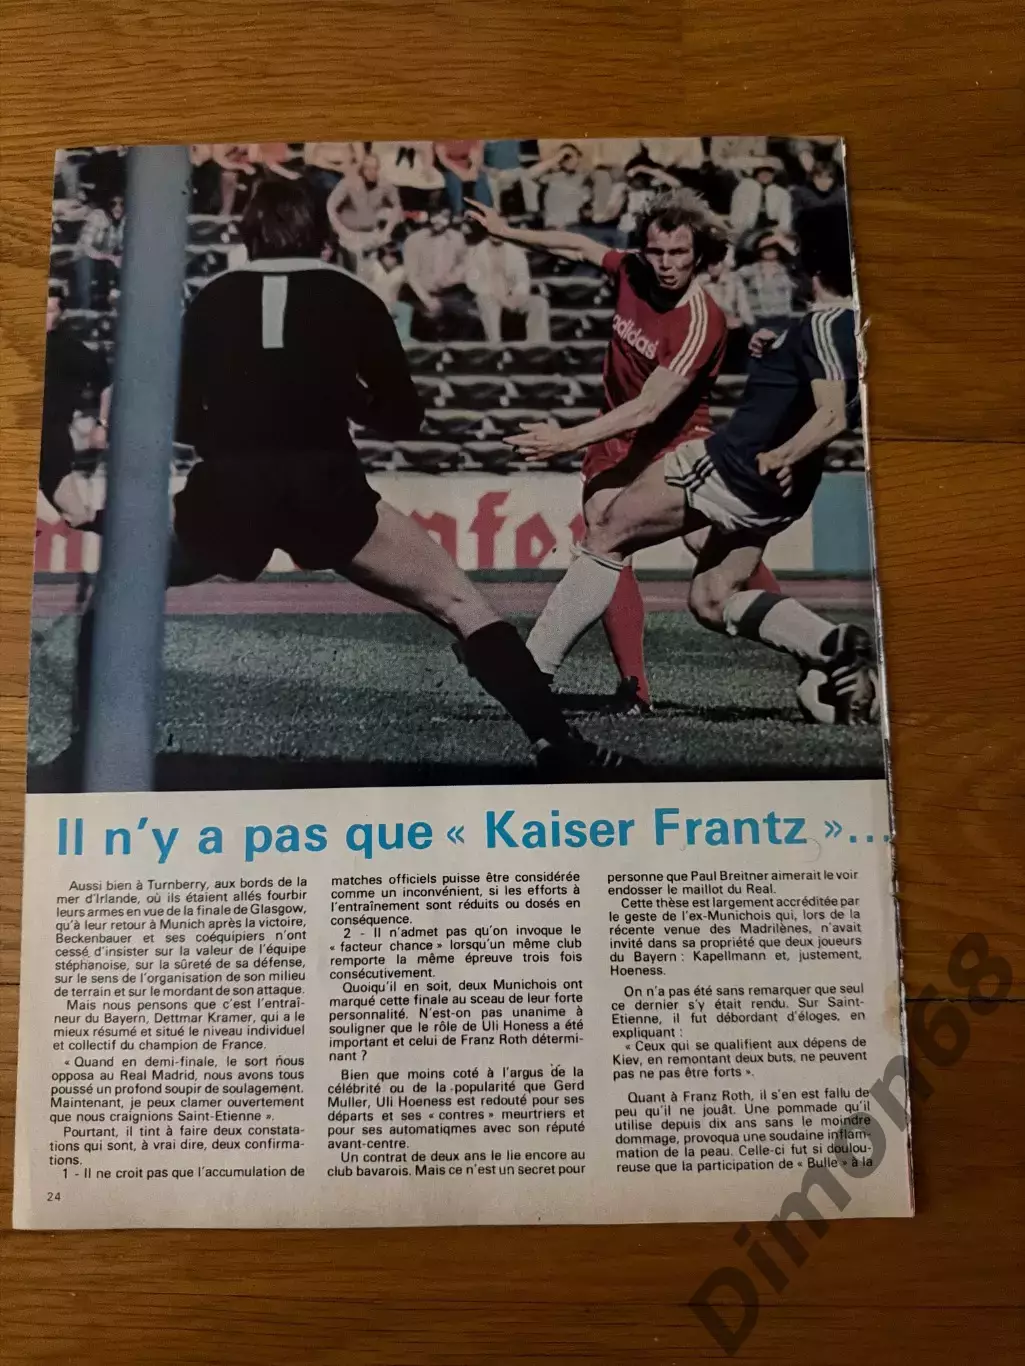 adidas
Il n'y a pas que « Kaiser Frantz »...
Aussi bien à Turnberry, aux bords de la
mer d'Irlande, où ils étaient allés fourbir
leurs armes en vue de la finale de Glasgow,
qu'à leur retour à Munich après la victoire,
Beckenbauer et ses coéquipiers n'ont
cessé d'insister sur la valeur de l'équipe
stéphanoise, sur la sûreté de sa défense,
sur le sens de l'organisation de son milieu
de terrain et sur le mordant de son attaque.
Mais nous pensons que c'est l'entraî-
neur du Bayern, Dettmar Kramer, qui a le
mieux résumé et situé le niveau individuel
et collectif du champion de France.
« Quand en demi-finale, le sort nous
opposa au Real Madrid, nous avons tous
poussé un profond soupir de soulagement.
Maintenant, je peux clamer ouvertement
que nous craignions Saint-Etienne ».
Pourtant, il tint à faire deux constata-
tions qui sont, à vrai dire, deux confirma-
tions.
1 - Il ne croit pas que l'accumulation de
matches officiels puisse être considérée
comme un inconvénient, si les efforts à
l'entraînement sont réduits ou dosés en
conséquence.
2 - Il n'admet pas qu'on invoque le
« facteur chance » lorsqu'un même club
remporte la même épreuve trois fois
consécutivement.
Quoiqu'il en soit, deux Munichois ont
marqué cette finale au sceau de leur forte
personnalité. N'est-on pas unanime à
souligner que le rôle de Uli Honess a été
important et celui de Franz Roth détermi-
nant ?
Bien que moins coté à l'argus de la
célébrité ou de la popularité que Gerd
Muller, Uli Hoeness est redouté pour ses
départs et ses « contres » meurtriers et
pour ses automatiqmes avec son réputé
avant-centre.
Un contrat de deux ans le lie encore au
club bavarois. Mais ce n'est un secret pour
personne que Paul Breitner aimerait le voir
endosser le maillot du Real.
Cette thèse est largement accréditée par
le geste de l'ex-Munichois qui, lors de la
récente venue des Madrilènes, n'avait
invité dans sa propriété que deux joueurs
du Bayern : Kapellmann et, justement,
Hoeness.
On n'a pas été sans remarquer que seul
ce dernier s'y était rendu. Sur Saint-
Etienne, il fut débordant d'éloges, en
expliquant :
« Ceux qui se qualifient aux dépens de
Kiev, en remontant deux buts, ne peuvent
pas ne pas être forts ».
Quant à Franz Roth, il s'en est fallu de
peu qu'il ne jouât. Une pommade qu'il
utilise depuis dix ans sans le moindre
dommage, provoqua une soudaine inflam-
mation de la peau. Celle-ci fut si doulou-
reuse que la participation de « Bulle » à la
24
Dimon68